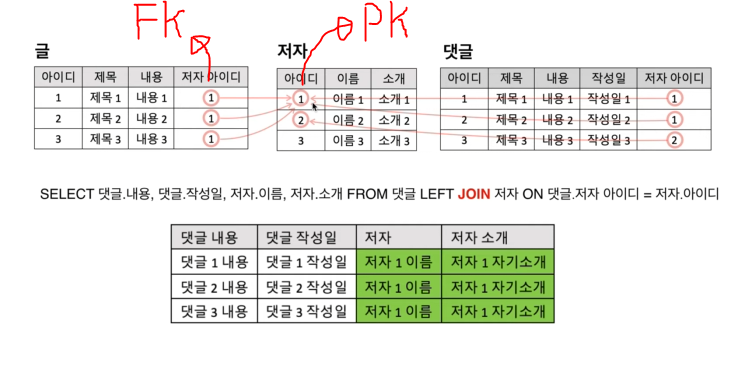 FK PK
글 저자 댓글
아이디 제목 내용 저자 아이디 아이디 이름 소개 아이디 제목 내용 작성일 저자 아이디
1 제목 1 내용 1 1 1 이름 1 소개 1 1 제목 1 내용 1 작성일 1 1
2 제목 2 내용 2 1 2 이름 2 소개 2 2 제목 2 내용 2 작성일 2 1
3 제목 3 내용 3 1 3 이름 3 소개 3 3 제목 3 내용 3 작성일 3 2
SELECT 댓글.내용, 댓글.작성일, 저자.이름, 저자.소개 FROM 댓글 LEFT JOIN 저자 ON 댓글.저자 아이디 = 저자.아이디
댓글 내용 댓글 작성일 저자 저자 소개
댓글 1 내용 댓글 1 작성일 저자 1 이름 저자 1 자기소개
댓글 2 내용 댓글 2 작성일 저자 1 이름 저자 1 자기소개
댓글 3 내용 댓글 3 작성일 저자 1 이름 저자 1 자기소개